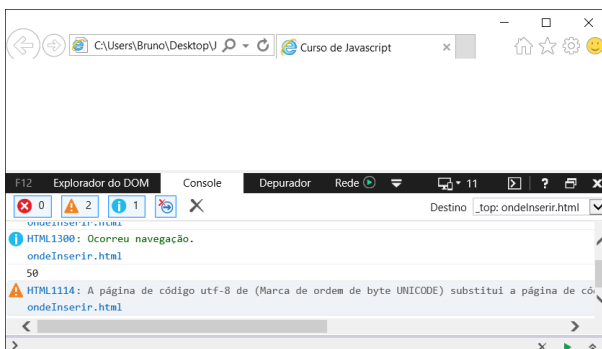 C:\Users\Bruno\Desktop\J
Curso de Javascript
F12 Explorador do DOM Console Depurador Rede 11 ?
0 2 1 Destino _top: ondeInserir.html
ondeInserir.html
HTML1300: Ocorreu navegação.
ondeInserir.html
50
HTML1114: A página de código utf-8 de (Marca de ordem de byte UNICODE) substitui a página de có
ondeInserir.html